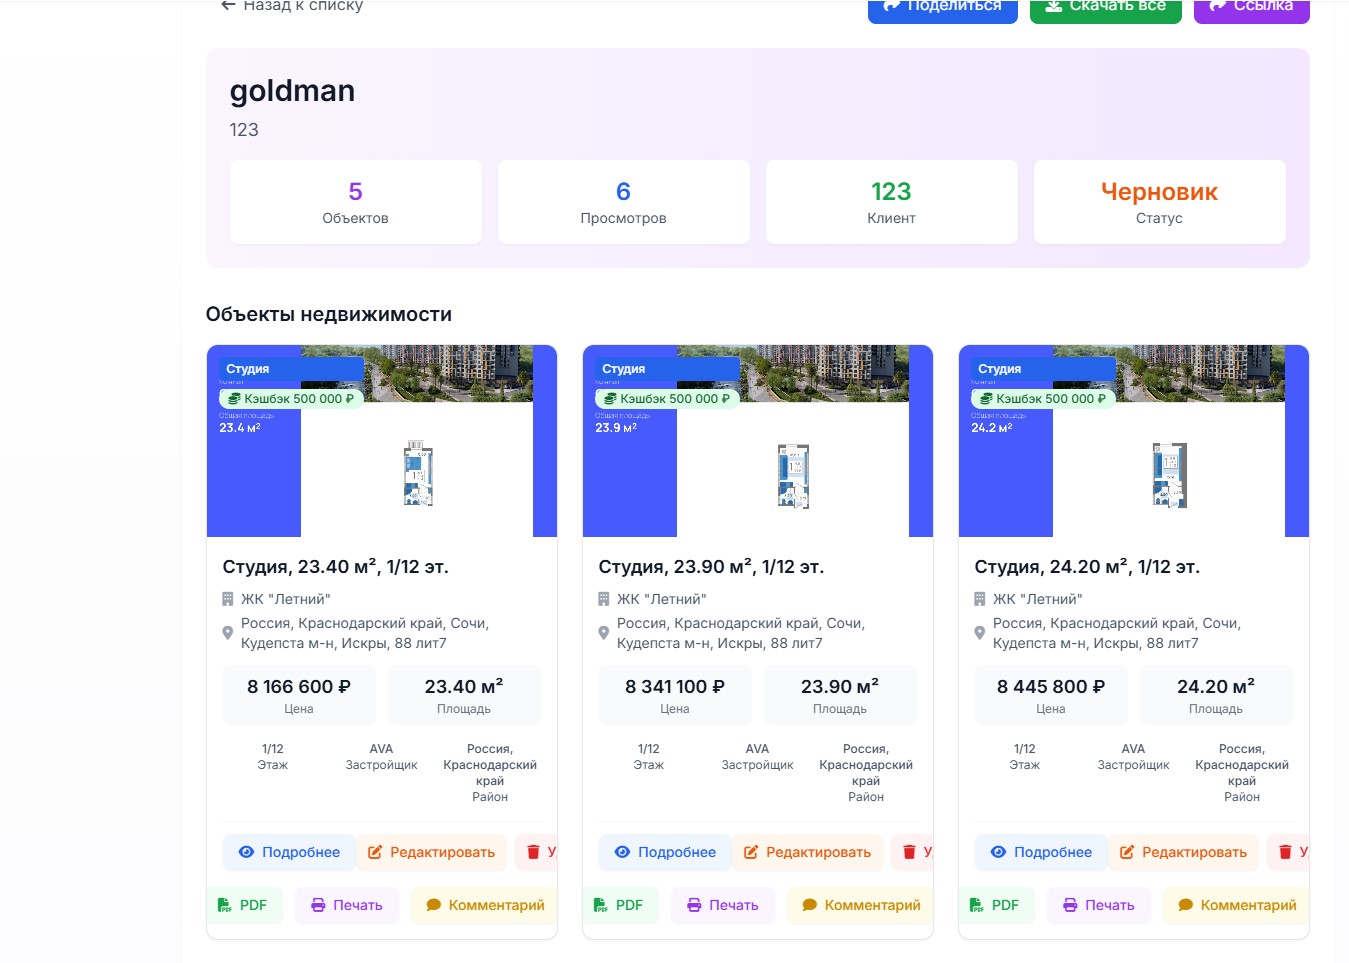 Назад к списку
Поделиться
Скачать все
Ссылка
goldman
123
5
Объектов
6
Просмотров
123
Клиент
Черновик
Статус
Объекты недвижимости
Студия
Кэшбэк 500 000 ₽
Общая площадь
23.4 м²
Студия, 23.40 м², 1/12 эт.
ЖК "Летний"
Россия, Краснодарский край, Сочи,
Кудепста м-н, Искры, 88 лит7
8 166 600 ₽
Цена
23.40 м²
Площадь
1/12
Этаж
AVA
Застройщик
Россия,
Краснодарский
край
Район
Подробнее
Редактировать
У
PDF
Печать
Комментарий
Студия
Кэшбэк 500 000 ₽
Общая площадь
23.9 м²
Студия, 23.90 м², 1/12 эт.
ЖК "Летний"
Россия, Краснодарский край, Сочи,
Кудепста м-н, Искры, 88 лит7
8 341 100 ₽
Цена
23.90 м²
Площадь
1/12
Этаж
AVA
Застройщик
Россия,
Краснодарский
край
Район
Подробнее
Редактировать
У
PDF
Печать
Комментарий
Студия
Кэшбэк 500 000 ₽
Общая площадь
24.2 м²
Студия, 24.20 м², 1/12 эт.
ЖК "Летний"
Россия, Краснодарский край, Сочи,
Кудепста м-н, Искры, 88 лит7
8 445 800 ₽
Цена
24.20 м²
Площадь
1/12
Этаж
AVA
Застройщик
Россия,
Краснодарский
край
Район
Подробнее
Редактировать
У
PDF
Печать
Комментарий